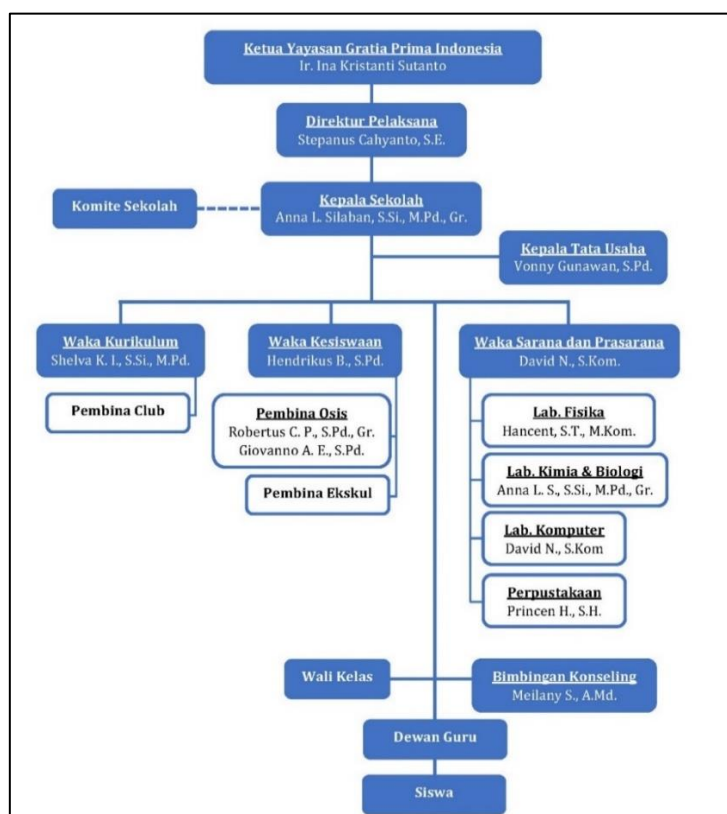 Ketua Yayasan Gratia Prima Indonesia
Ir. Ina Kristanti Sutanto
Direktur Pelaksana
Stepanus Cahyanto, S.E.
Komite Sekolah
Kepala Sekolah
Anna L. Silaban, S.Si., M.Pd., Gr.
Kepala Tata Usaha
Vonny Gunawan, S.Pd.
Waka Kurikulum
Shelva K. I., S.Si., M.Pd.
Waka Kesiswaan
Hendrikus B., S.Pd.
Waka Sarana dan Prasarana
David N., S.Kom.
Pembina Club
Pembina Osis
Robertus C. P., S.Pd., Gr.
Giovanno A. E., S.Pd.
Pembina Ekskul
Lab. Fisika
Hancent, S.T., M.Kom.
Lab. Kimia & Biologi
Anna L. S., S.Si., M.Pd., Gr.
Lab. Komputer
David N., S.Kom
Perpustakaan
Princen H., S.H.
Wali Kelas
Bimbingan Konseling
Meilany S., A.Md.
Dewan Guru
Siswa